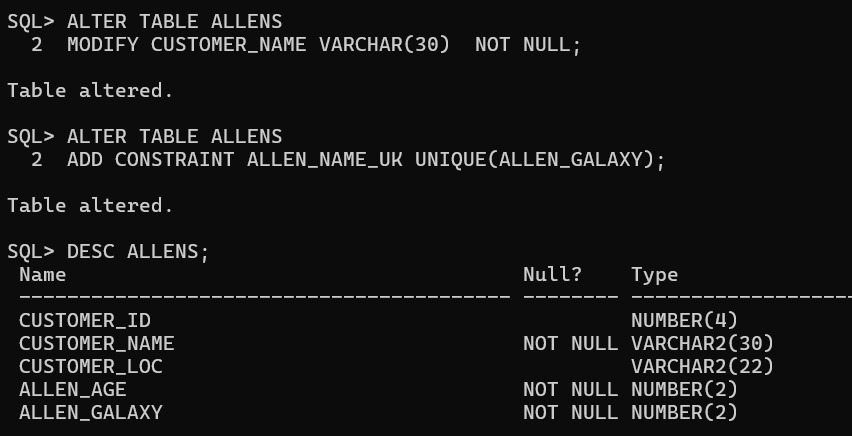 SQL> ALTER TABLE ALLENS
  2  MODIFY CUSTOMER_NAME VARCHAR(30)  NOT NULL;
Table altered.
SQL> ALTER TABLE ALLENS
  2  ADD CONSTRAINT ALLEN_NAME_UK UNIQUE(ALLEN_GALAXY);
Table altered.
SQL> DESC ALLENS;
 Name                                      Null?    Type
 ----------------------------------------- -------- -------------------
 CUSTOMER_ID                                        NUMBER(4)
 CUSTOMER_NAME                             NOT NULL VARCHAR2(30)
 CUSTOMER_LOC                                       VARCHAR2(22)
 ALLEN_AGE                                 NOT NULL NUMBER(2)
 ALLEN_GALAXY                              NOT NULL NUMBER(2)